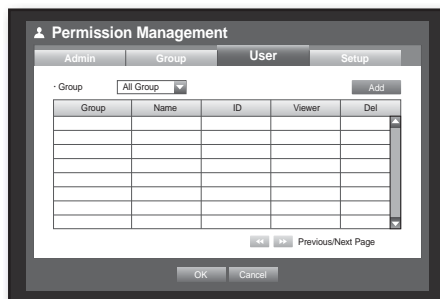 Permission Management
Admin Group User Setup
· Group All Group Add
Group Name ID Viewer Del
Previous/Next Page
OK Cancel